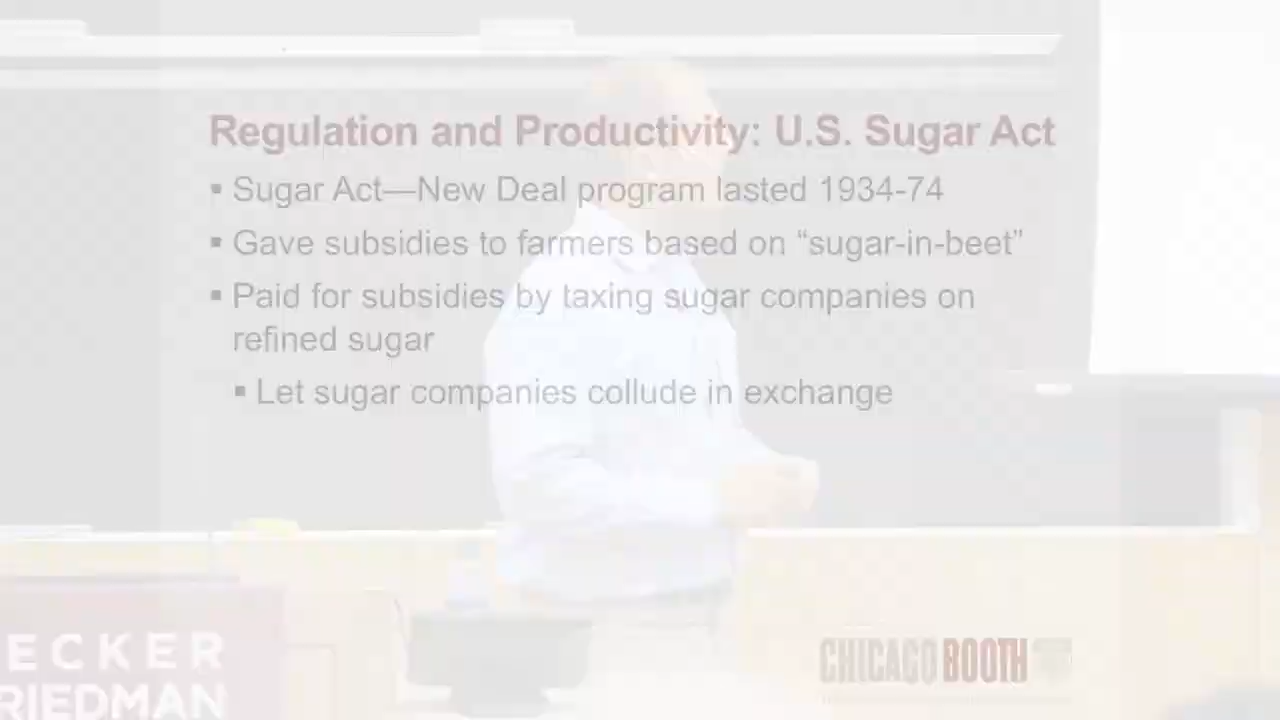 Regulation and Productivity: U.S. Sugar Act
▪ Sugar Act—New Deal program lasted 1934-74
▪ Gave subsidies to farmers based on “sugar-in-beet”
▪ Paid for subsidies by taxing sugar companies on
refined sugar
▪ Let sugar companies collude in exchange
ECKER
RIEDMAN
CHICAGO BOOTH